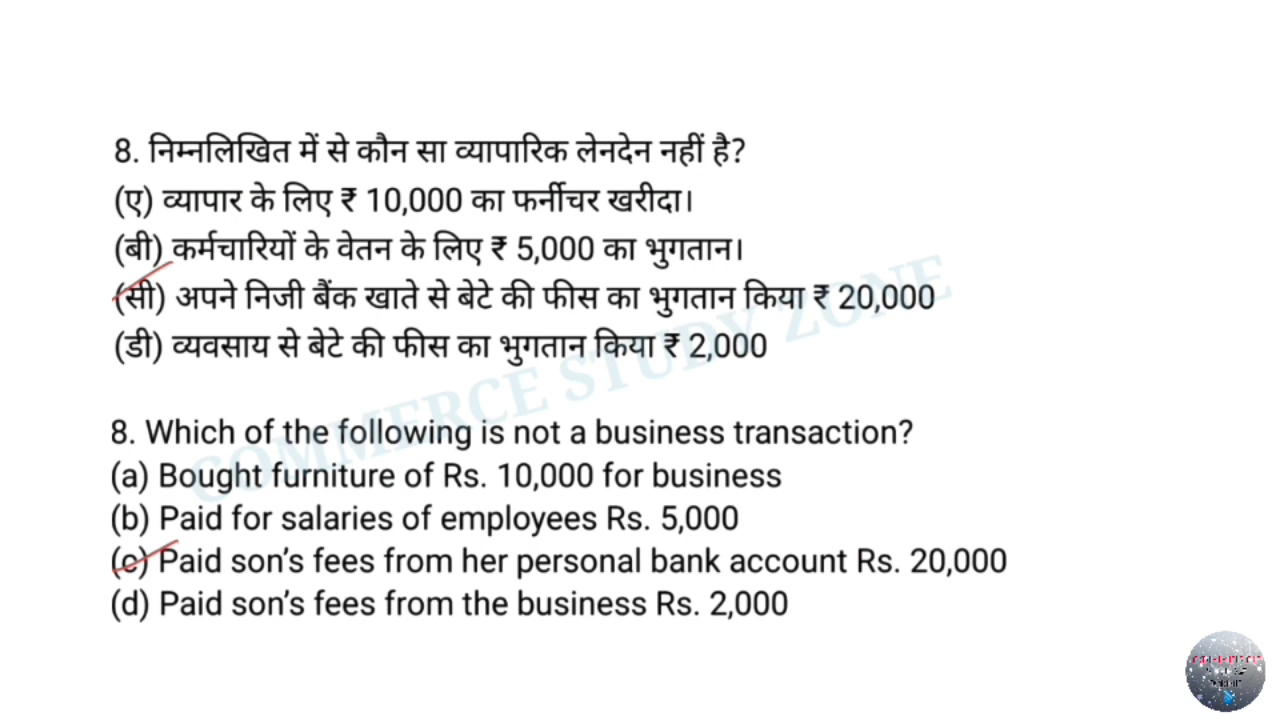 8. निम्नलिखित में से कौन सा व्यापारिक लेनदेन नहीं है?
(ए) व्यापार के लिए ₹ 10,000 का फर्नीचर खरीदा।
(बी) कर्मचारियों के वेतन के लिए ₹ 5,000 का भुगतान।
(सी) अपने निजी बैंक खाते से बेटे की फीस का भुगतान किया ₹ 20,000
(डी) व्यवसाय से बेटे की फीस का भुगतान किया ₹ 2,000
COMMERCE STUDY ZONE
8. Which of the following is not a business transaction?
(a) Bought furniture of Rs. 10,000 for business
(b) Paid for salaries of employees Rs. 5,000
(c) Paid son's fees from her personal bank account Rs. 20,000
(d) Paid son's fees from the business Rs. 2,000